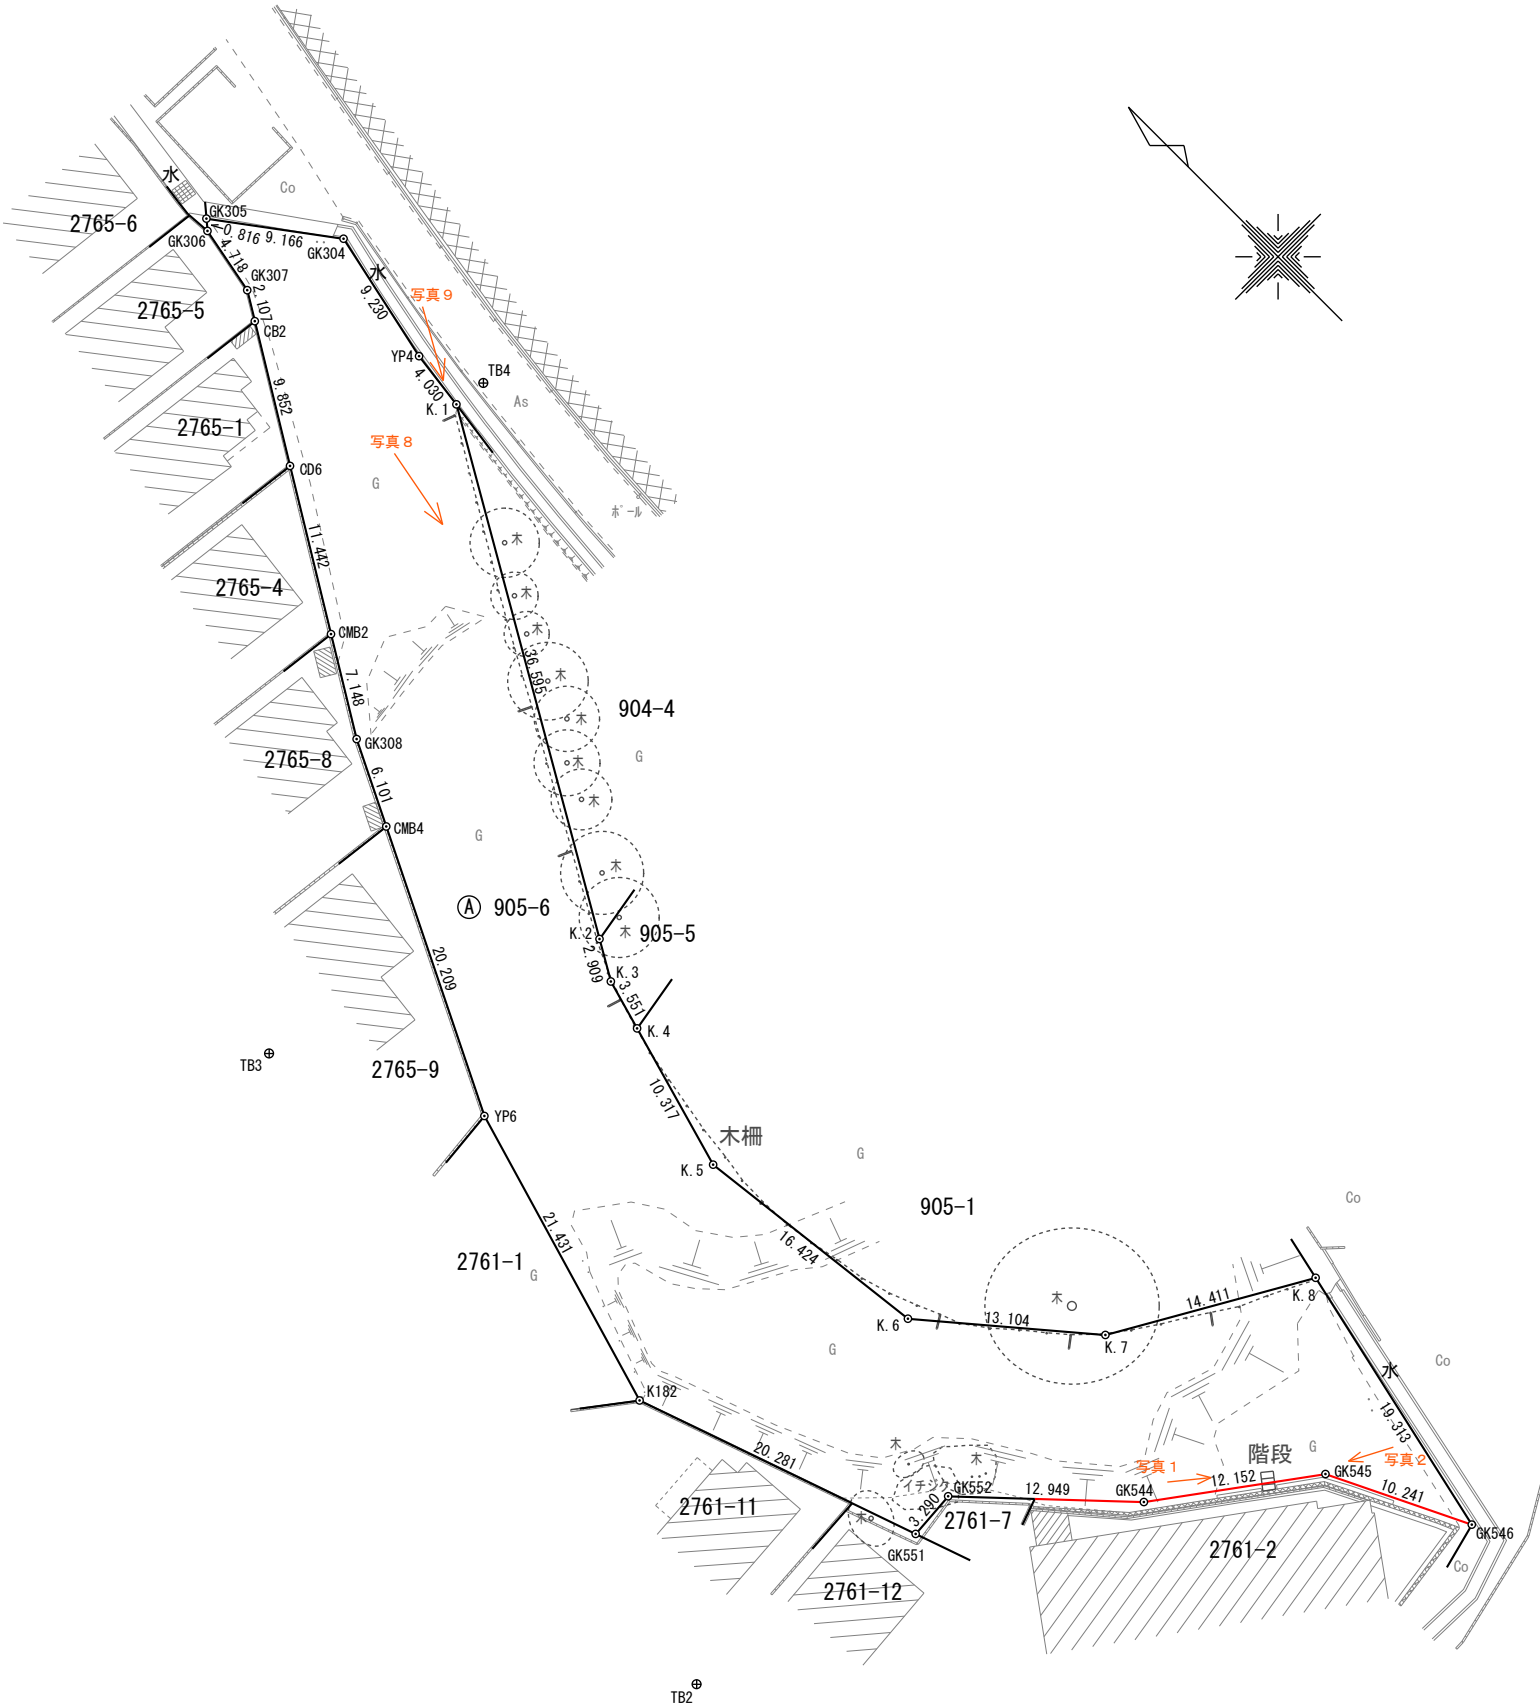 水
Co
GK305
2765-6
GK306
0.816
9.166
GK304
4.718
水
GK307
写真9
9.230
2.107
2765-5
CB2
YP4
TB4
4.030
As
9.852
K.1
2765-1
写真8
CD6
G
ボール
11.442
木
2765-4
木
CMB2
木
36.595
7.148
木
904-4
木
GK308
2765-8
G
木
6.101
木
CMB4
G
木
A
905-6
木
K.2
905-5
20.209
2.909
K.3
3.551
K.4
TB3
2765-9
10.317
YP6
木柵
K.5
G
Co
905-1
21.431
16.424
2761-1
G
K.8
14.411
木
K.6
13.104
K.7
G
Co
水
K182
19.313
20.281
木
木
階段
G
写真1
写真2
12.152
GK545
イチジク
GK552
12.949
GK544
10.241
2761-11
木
3.290
2761-7
GK546
GK551
2761-2
Co
2761-12
TB2